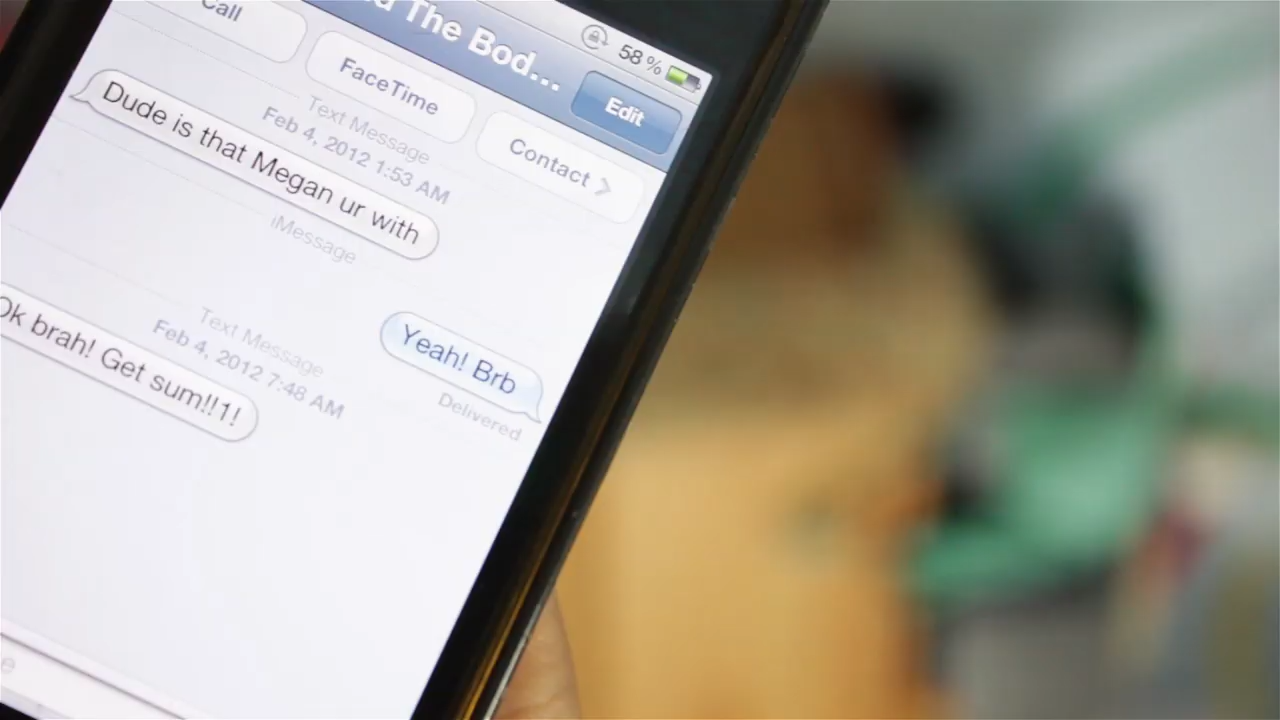 The Bod...
58%
Call
FaceTime
Contact
Edit
Text Message
Feb 4, 2012 1:53 AM
Dude is that Megan ur with
iMessage
Yeah! Brb
Delivered
Text Message
Feb 4, 2012 7:48 AM
Ok brah! Get sum!!1!